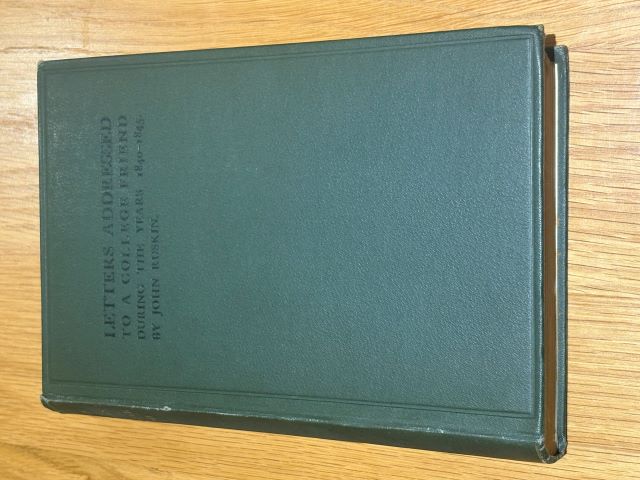 LETTERS ADDRESSED
TO A COLLEGE FRIEND
DURING THE YEARS 1840-1845.
BY JOHN RUSKIN.